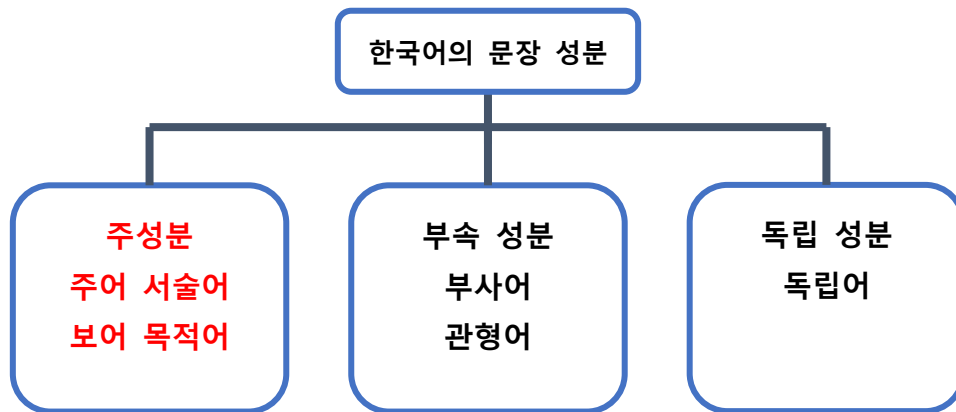 한국어의 문장 성분
주성분
주어 서술어
보어 목적어
부속 성분
부사어
관형어
독립 성분
독립어